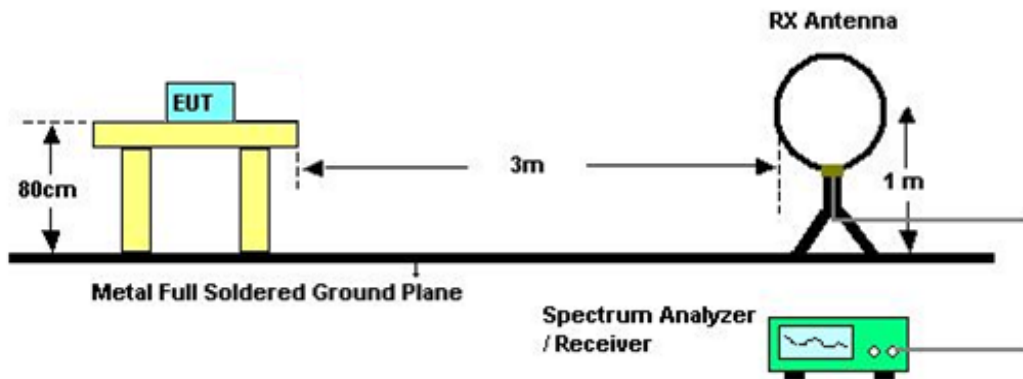 RX Antenna
EUT
3m
80cm
1 m
Metal Full Soldered Ground Plane
Spectrum Analyzer
/ Receiver